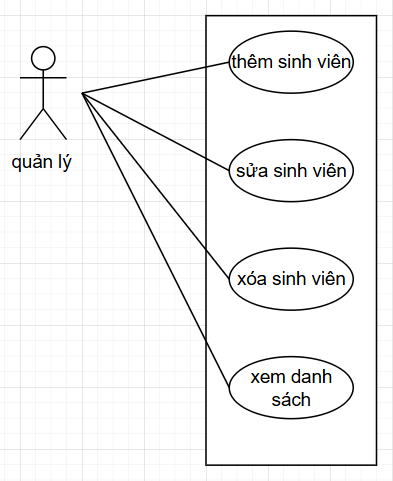 thêm sinh viên
quản lý
sửa sinh viên
xóa sinh viên
xem danh
sách